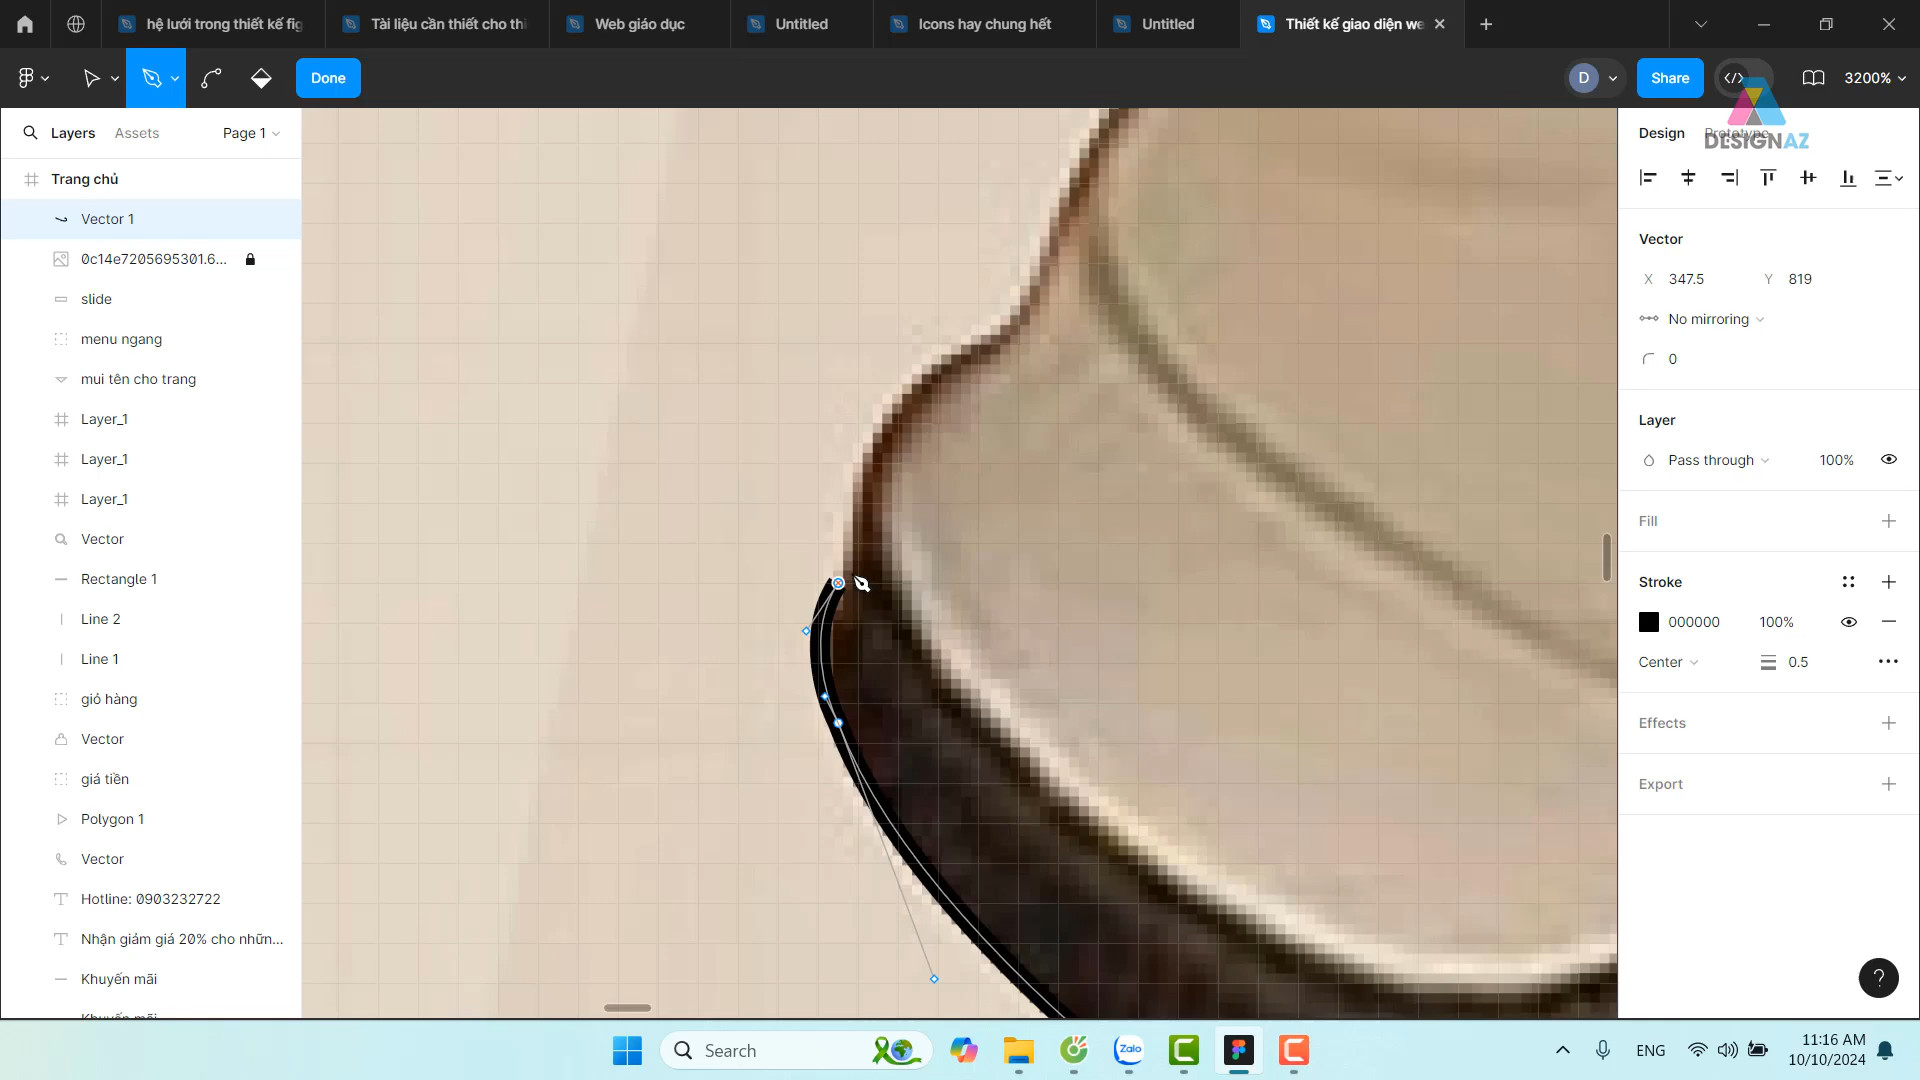 hệ lưới trong thiết kế fig
Tài liệu cần thiết cho thi
Web giáo dục
Untitled
Icons hay chung hết
Untitled
Thiết kế giao diện we
Done
D
Share
3200%
DESIGNAZ
Layers
Assets
Page 1
Trang chủ
Vector 1
0c14e7205695301.6...
slide
menu ngang
mui tên cho trang
Layer_1
Layer_1
Layer_1
Vector
Rectangle 1
Line 2
Line 1
giỏ hàng
Vector
giá tiền
Polygon 1
Vector
Hotline: 0903232722
Nhận giảm giá 20% cho nhữn...
Khuyến mãi
Khuyến mãi
Design
Prototype
Vector
X 347.5
Y 819
No mirroring
0
Layer
Pass through
100%
Fill
Stroke
000000
100%
Center
0.5
Effects
Export
?
Search
Zalo
ENG
11:16 AM
10/10/2024